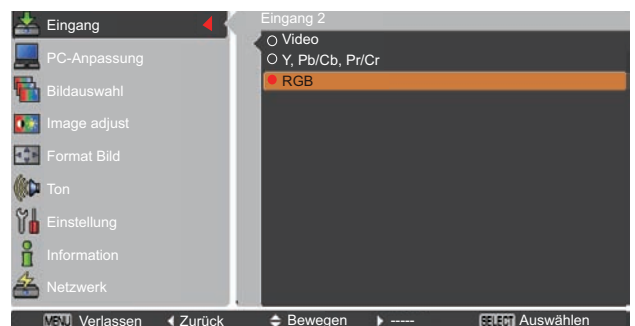 Eingang
PC-Anpassung
Bildauswahl
Image adjust
Format Bild
Ton
Einstellung
Information
Netzwerk
Eingang 2
Video
Y, Pb/Cb, Pr/Cr
RGB
MENU Verlassen Zurück Bewegen ----- SELECT Auswählen